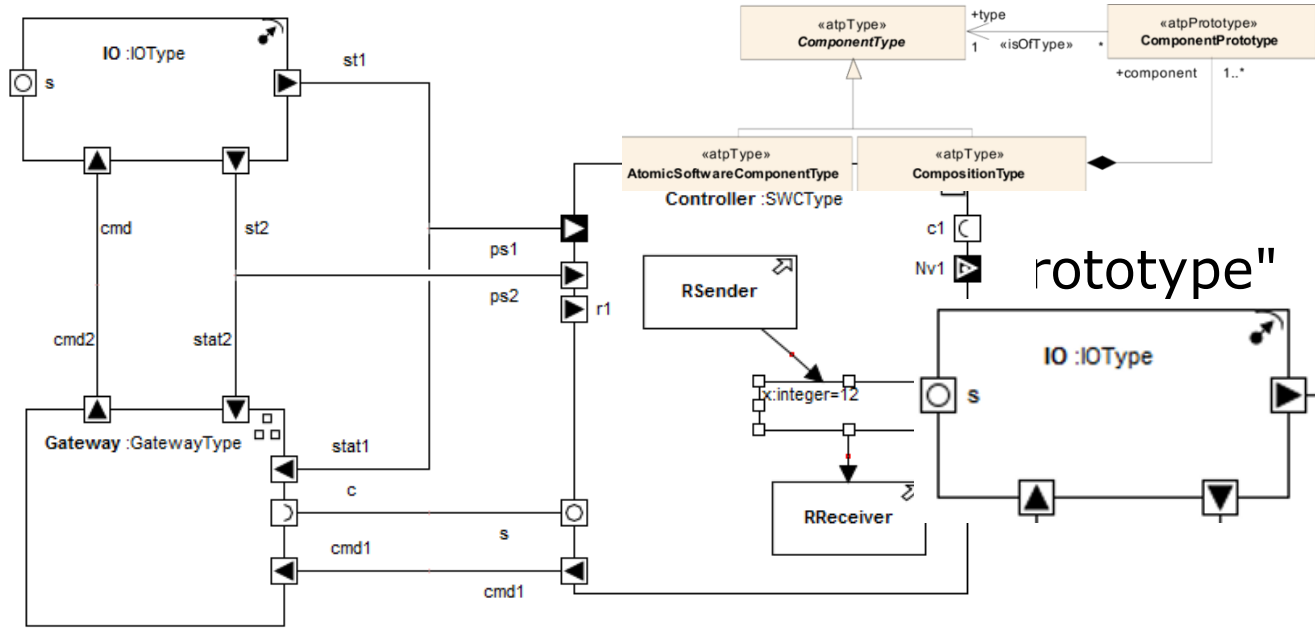 IO :IOType
s
st1
cmd
st2
cmd2
stat2
Gateway :GatewayType
stat1
c
cmd1
ps1
ps2
r1
s
cmd1
«atpType»
ComponentType
+type
1
«isOfType»
*
«atpPrototype»
ComponentPrototype
+component
1..*
«atpType»
AtomicSoftwareComponentType
«atpType»
CompositionType
Controller :SWCType
c1
Nv1
rototype"
RSender
x:integer=12
RReceiver
IO :IOType
s